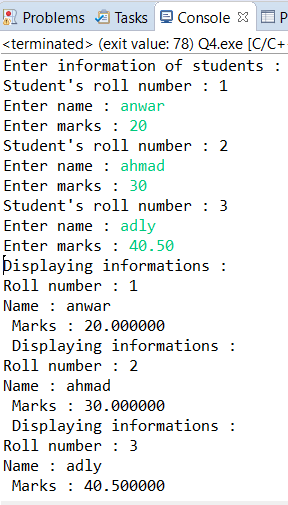 Problems Tasks Console
<terminated> (exit value: 78) Q4.exe [C/C+
Enter information of students :
Student's roll number : 1
Enter name : anwar
Enter marks : 20
Student's roll number : 2
Enter name : ahmad
Enter marks : 30
Student's roll number : 3
Enter name : adly
Enter marks : 40.50
Displaying informations :
Roll number : 1
Name : anwar
 Marks : 20.000000
 Displaying informations :
Roll number : 2
Name : ahmad
 Marks : 30.000000
 Displaying informations :
Roll number : 3
Name : adly
 Marks : 40.500000